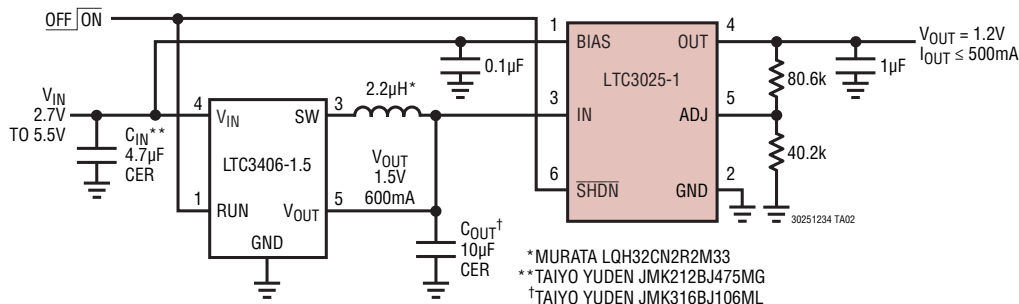 OFF ON
1
BIAS
OUT
4
VOUT = 1.2V
IOUT ≤ 500mA
0.1µF
LTC3025-1
80.6k
1µF
VIN
2.7V
TO 5.5V
CIN**
4.7µF
CER
4
VIN
SW
3
2.2µH*
3
IN
ADJ
5
LTC3406-1.5
VOUT
1.5V
600mA
40.2k
1
RUN
VOUT
5
6
SHDN
GND
2
GND
COUT†
10µF
CER
30251234 TA02
*MURATA LQH32CN2R2M33
**TAIYO YUDEN JMK212BJ475MG
†TAIYO YUDEN JMK316BJ106ML